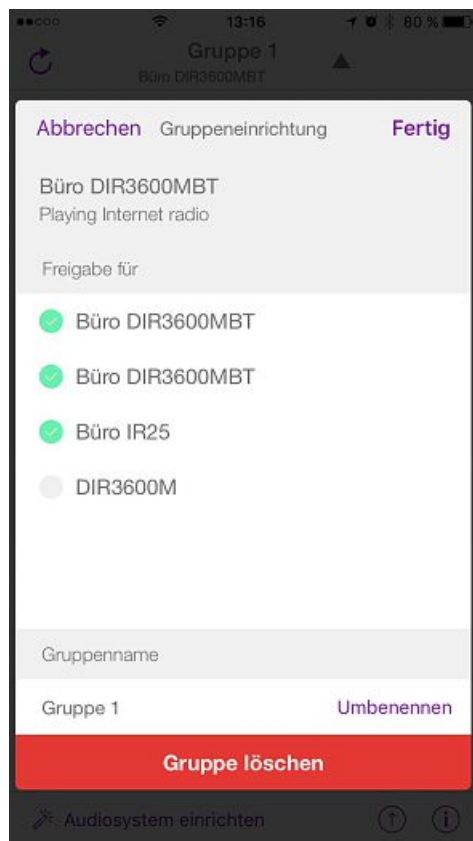 13:16 80 %
Gruppe 1
Büro DIR3600MBT
Abbrechen Gruppeneinrichtung Fertig
Büro DIR3600MBT
Playing Internet radio
Freigabe für
Büro DIR3600MBT
Büro DIR3600MBT
Büro IR25
DIR3600M
Gruppenname
Gruppe 1 Umbenennen
Gruppe löschen
Audiosystem einrichten